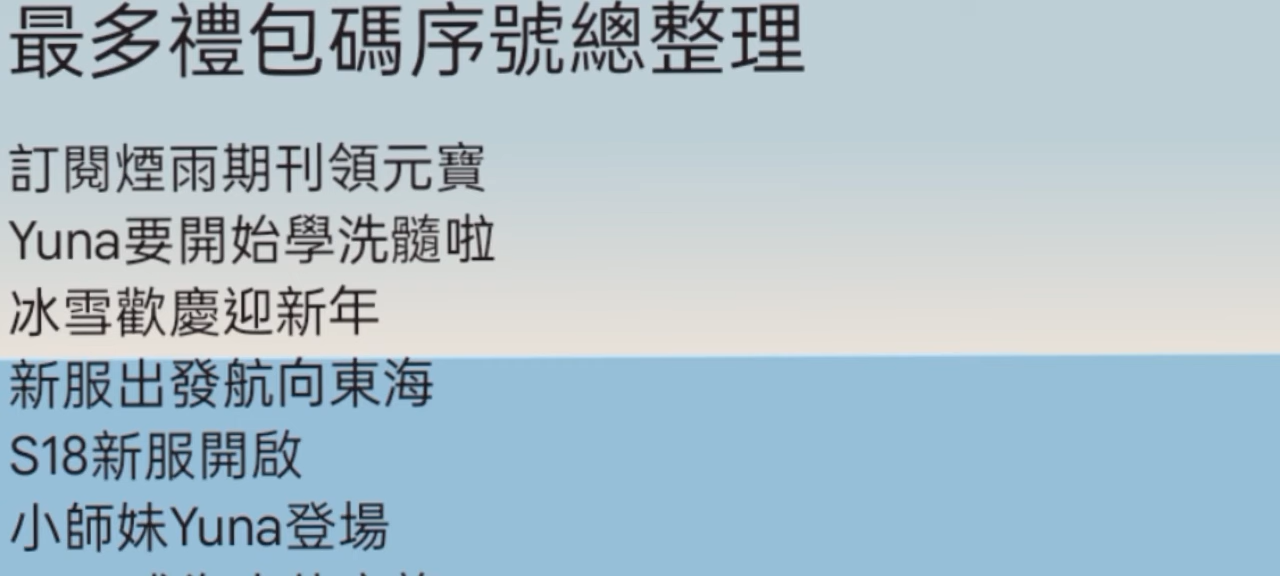 最多禮包碼序號總整理
訂閱煙雨期刊領元寶
Yuna要開始學洗髓啦
冰雪歡慶迎新年
新服出發航向東海
S18新服開啟
小師妹Yuna登場